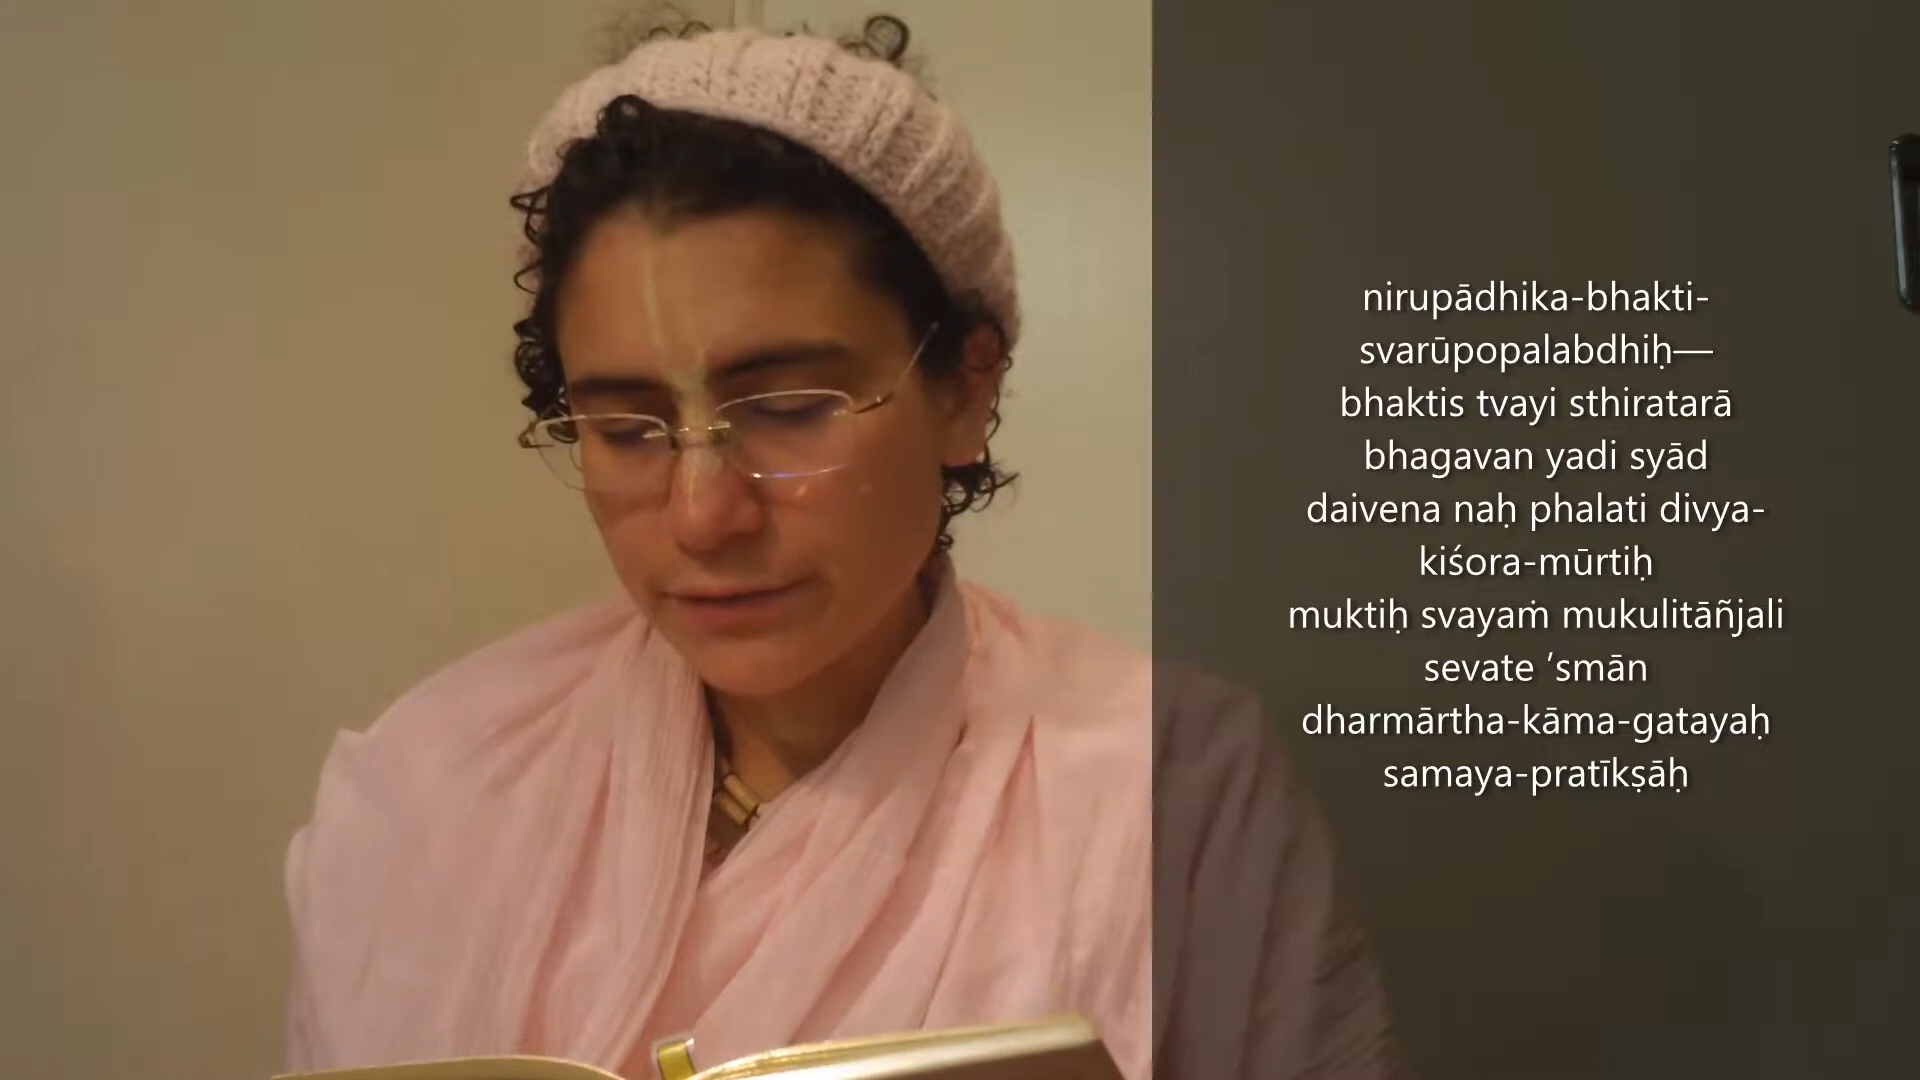 nirupādhika-bhakti-
svarūpopalabdhiḥ—
bhaktis tvayi sthiratarā
bhagavan yadi syād
daivena naḥ phalati divya-
kiśora-mūrtiḥ
muktiḥ svayaṁ mukulitāñjali
sevate ’smān
dharmārtha-kāma-gatayaḥ
samaya-pratīkṣāḥ